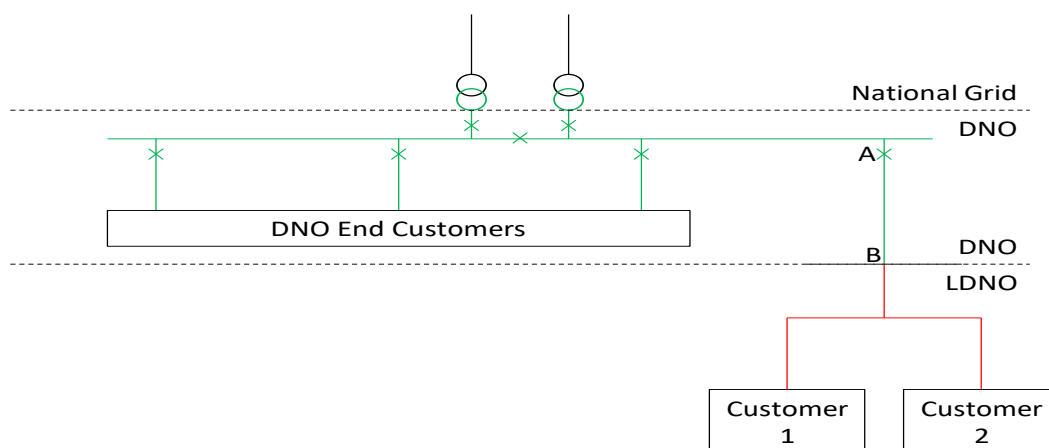 National Grid
DNO
A
DNO End Customers
DNO
B
LDNO
Customer
1
Customer
2